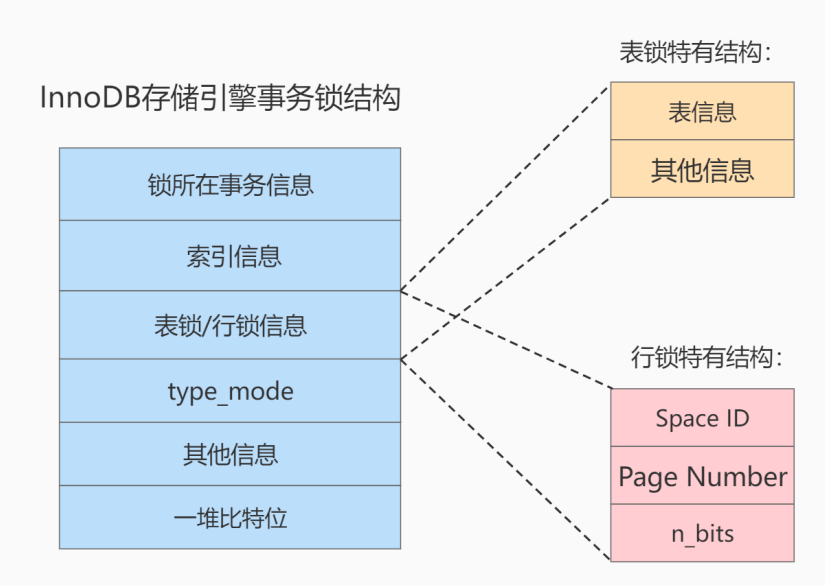 InnoDB存储引擎事务锁结构
锁所在事务信息
索引信息
表锁/行锁信息
type_mode
其他信息
一堆比特位
表锁特有结构：
表信息
其他信息
行锁特有结构：
Space ID
Page Number
n_bits